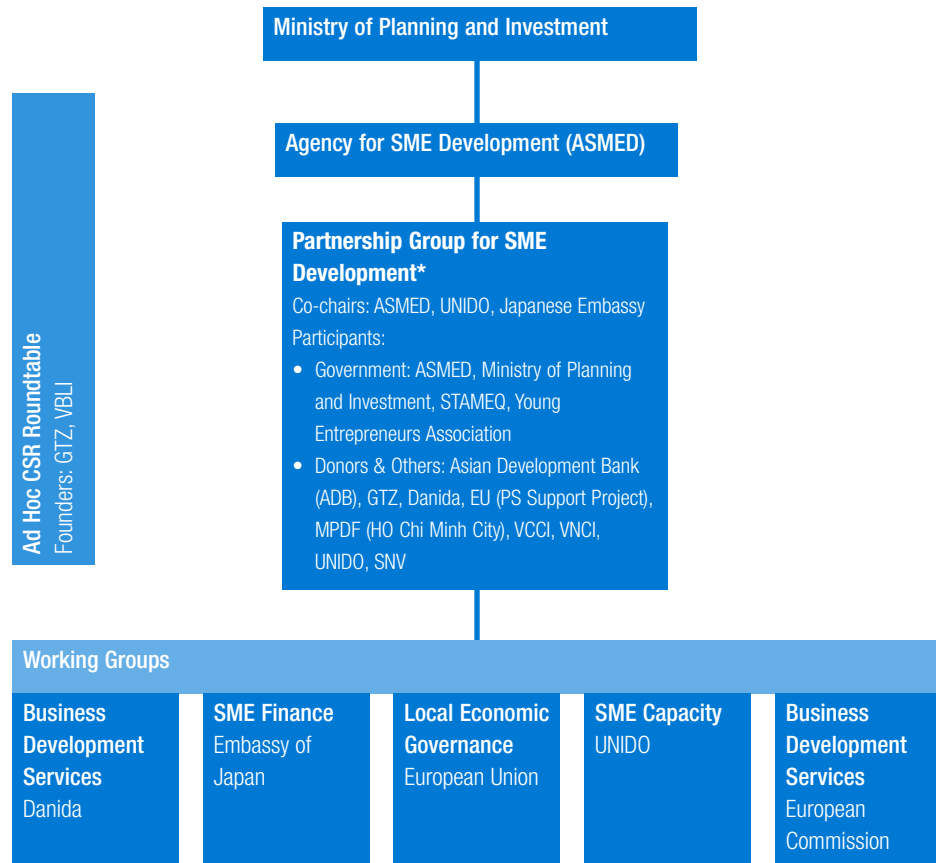 Ministry of Planning and Investment
Agency for SME Development (ASMED)
Ad Hoc CSR Roundtable
Founders: GTZ, VBLI
Partnership Group for SME
Development*
Co-chairs: ASMED, UNIDO, Japanese Embassy
Participants:
• Government: ASMED, Ministry of Planning
and Investment, STAMEQ, Young
Entrepreneurs Association
• Donors & Others: Asian Development Bank
(ADB), GTZ, Danida, EU (PS Support Project),
MPDF (HO Chi Minh City), VCCI, VNCI,
UNIDO, SNV
Working Groups
Business
Development
Services
Danida
SME Finance
Embassy of
Japan
Local Economic
Governance
European Union
SME Capacity
UNIDO
Business
Development
Services
European
Commission